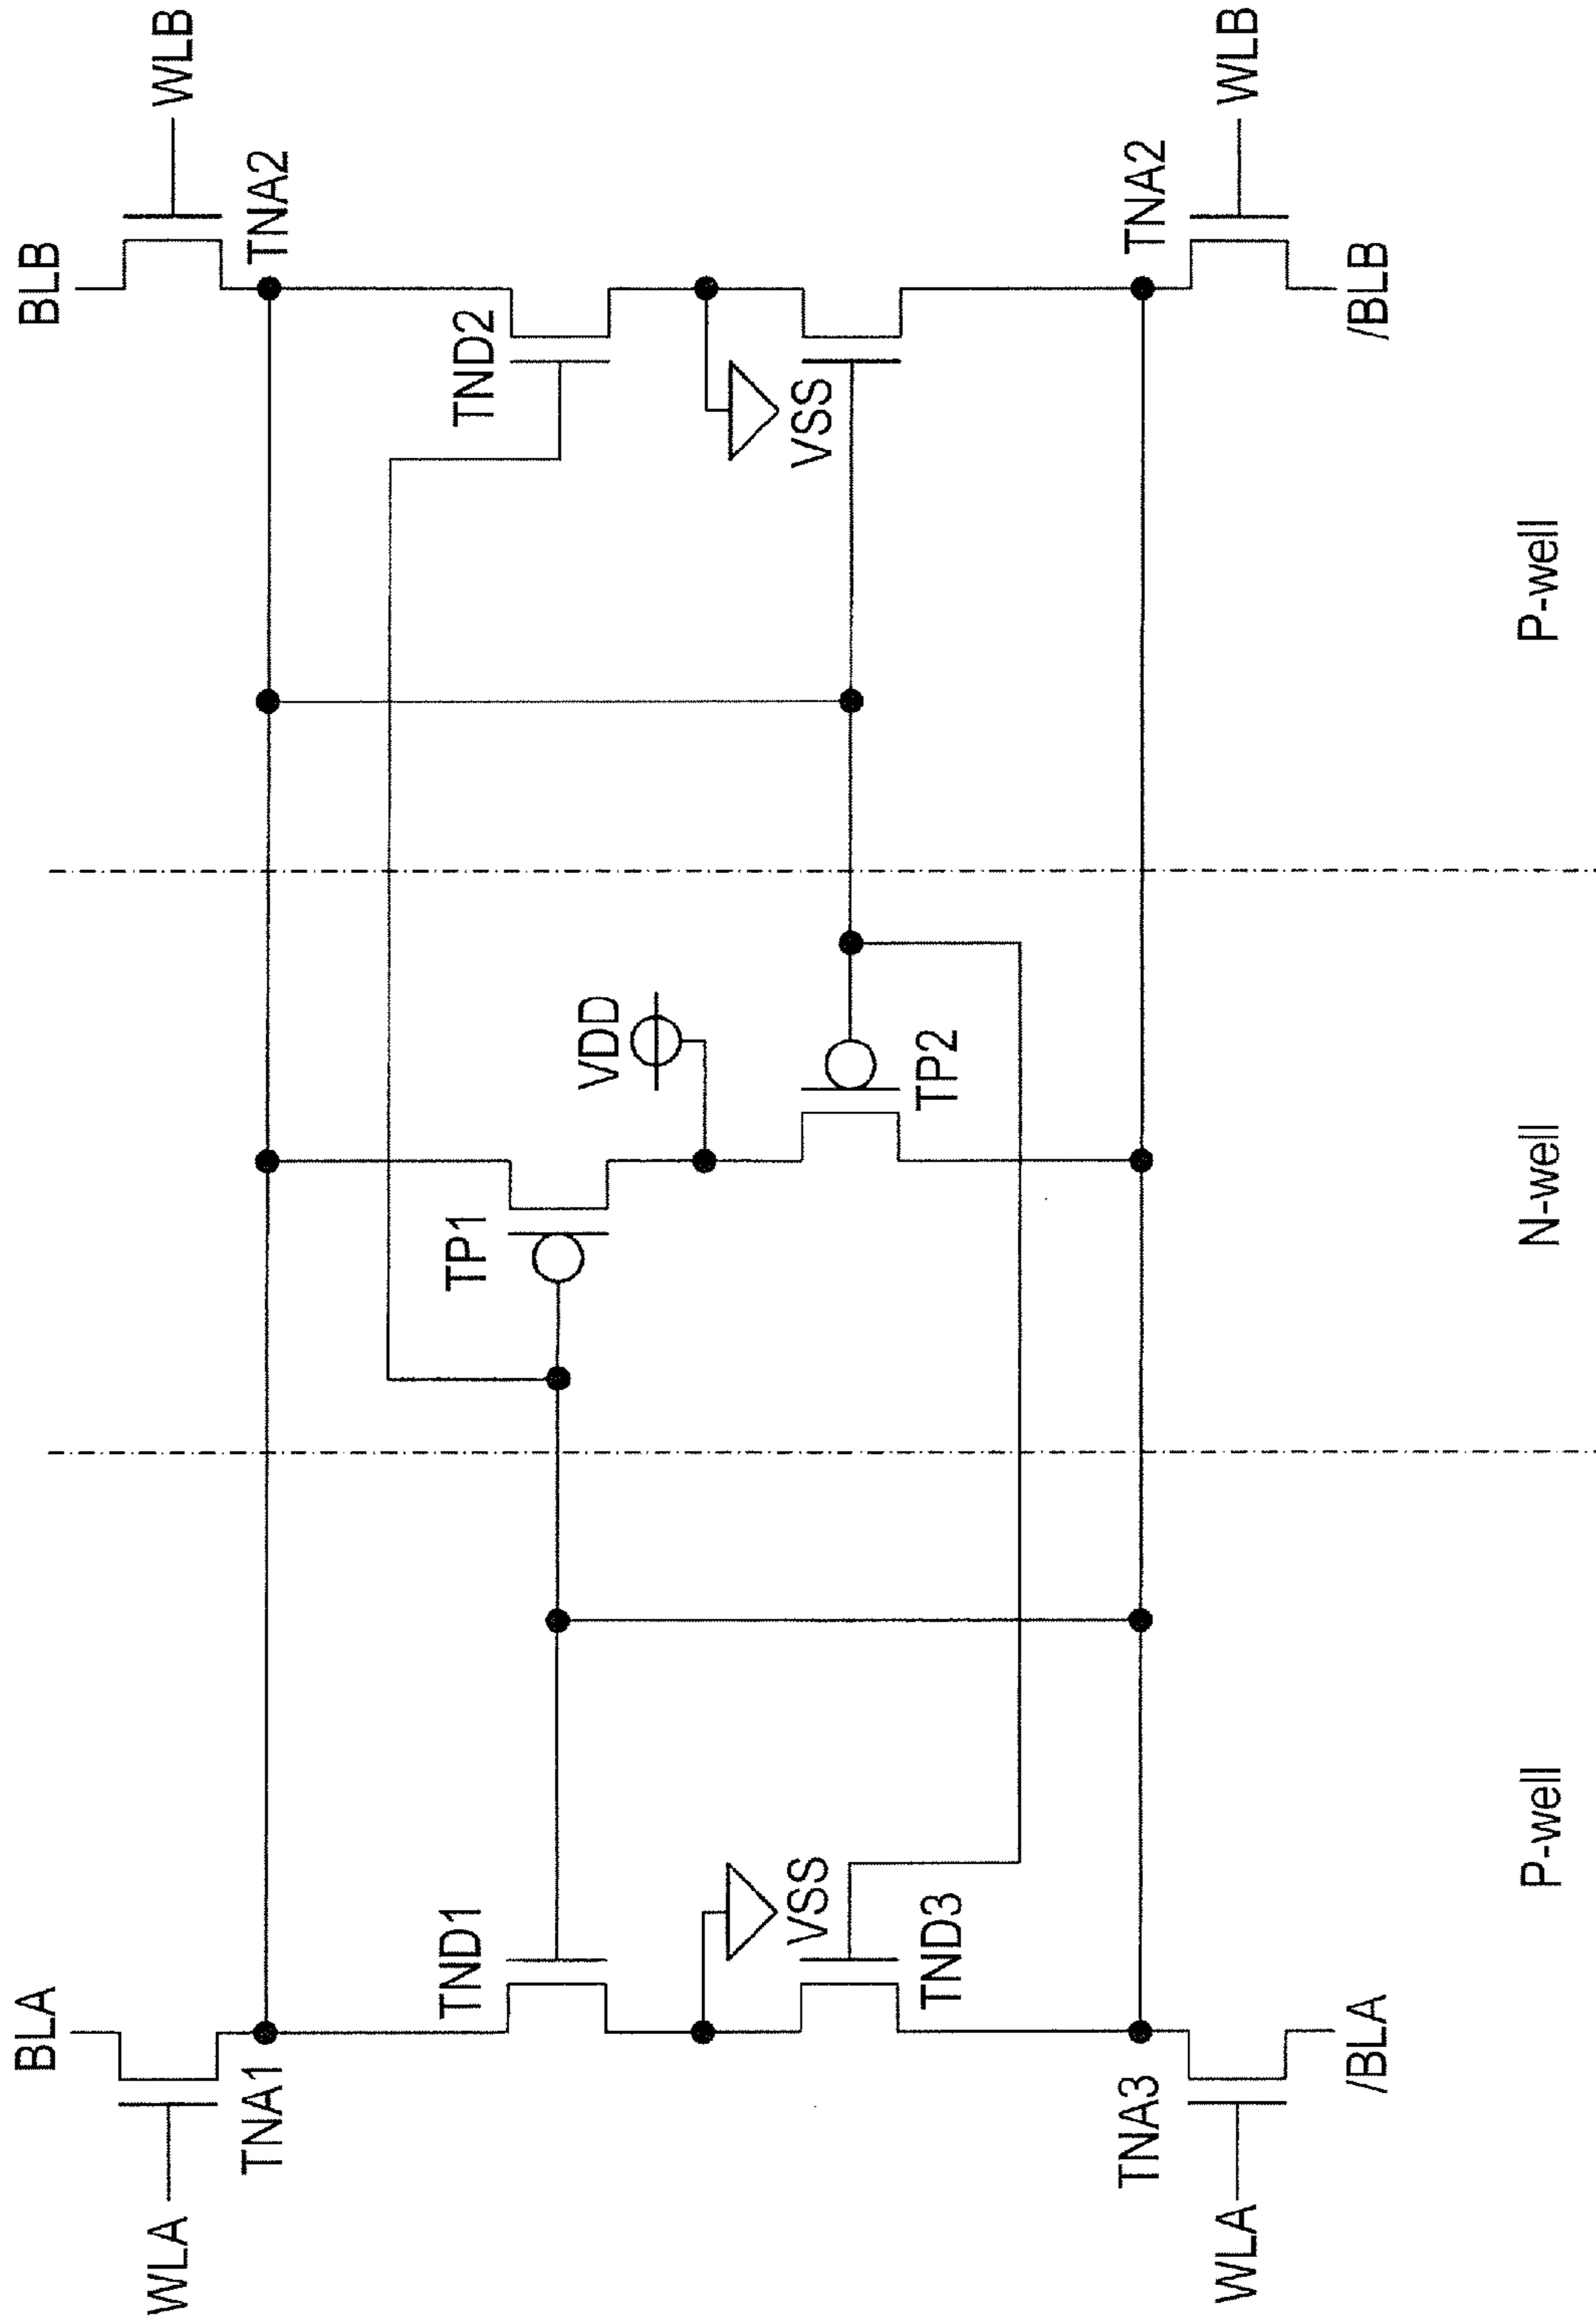 BLA
BLB
WLA
WLB
TNA1
TNA2
TND1
TP1
TND2
VDD
VSS
VSS
TND3
TP2
TNA3
TNA2
WLA
WLB
/BLA
/BLB
P-well
N-well
P-well